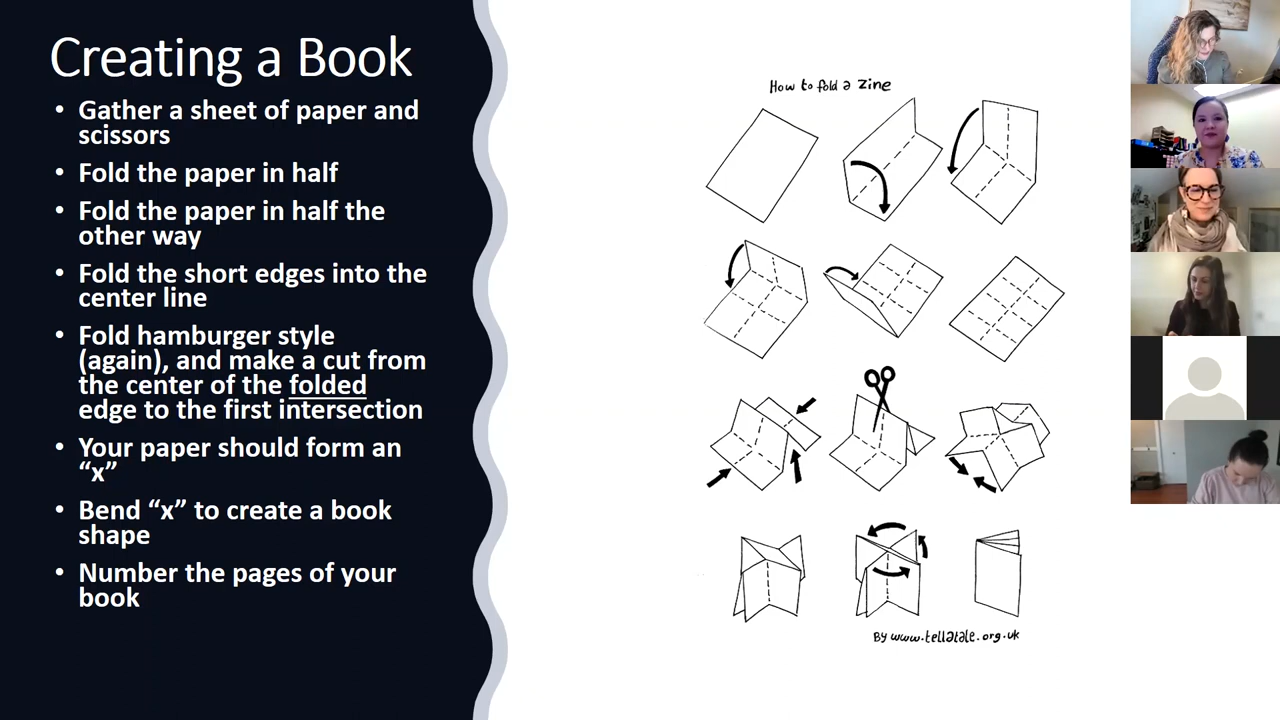 Creating a Book
• Gather a sheet of paper and
scissors
• Fold the paper in half
• Fold the paper in half the
other way
• Fold the short edges into the
center line
• Fold hamburger style
(again), and make a cut from
the center of the folded
edge to the first intersection
• Your paper should form an
“x”
• Bend “x” to create a book
shape
• Number the pages of your
book
How to fold a zine
By www.tellatale.org.uk